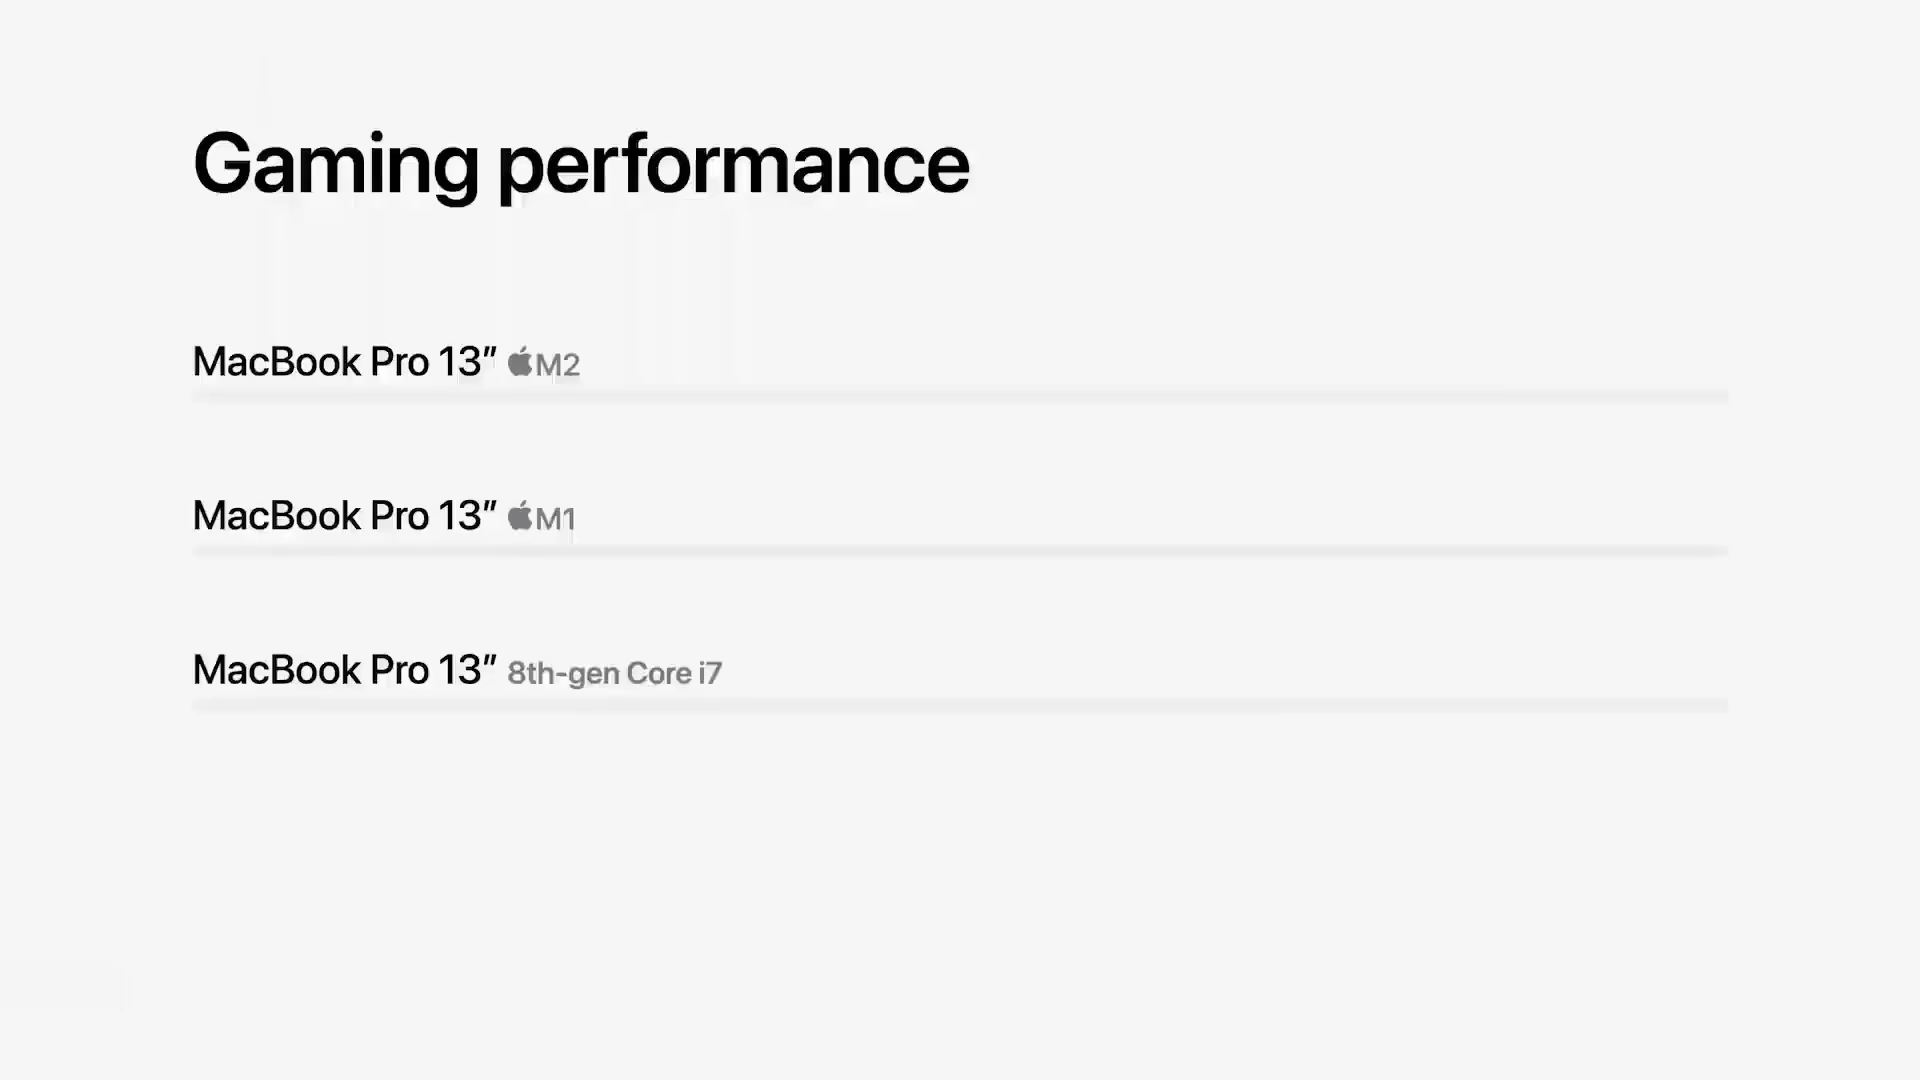 Gaming performance
MacBook Pro 13″ M2
MacBook Pro 13″ M1
MacBook Pro 13″ 8th-gen Core i7